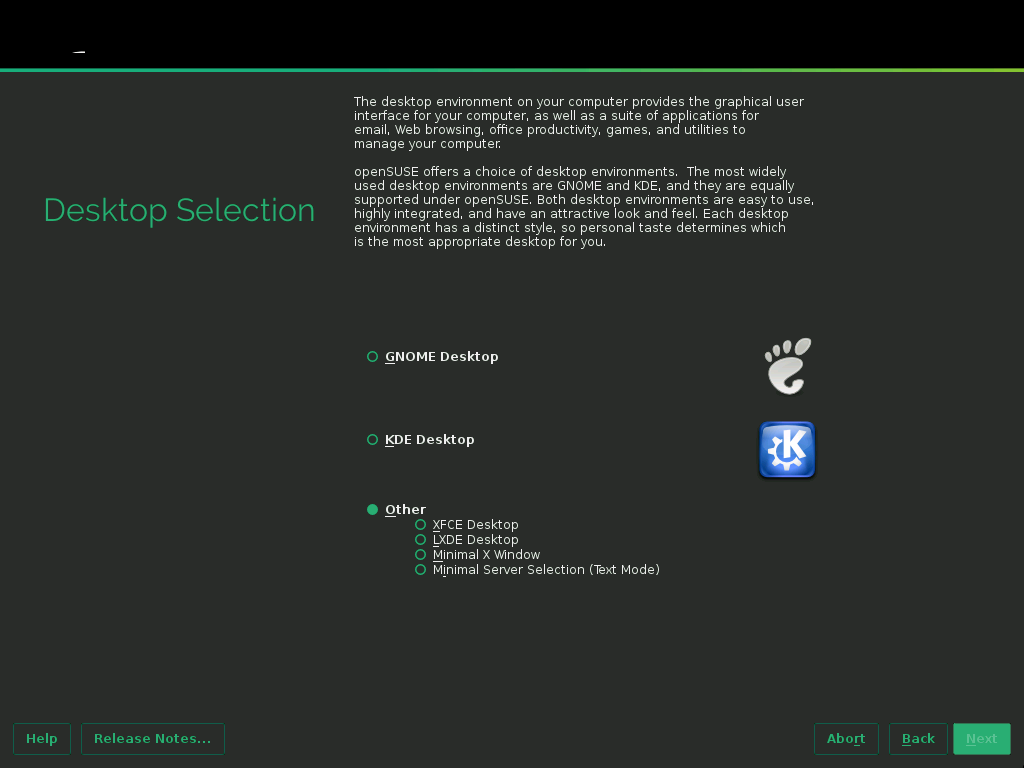 The desktop environment on your computer provides the graphical user
interface for your computer, as well as a suite of applications for
email, Web browsing, office productivity, games, and utilities to
manage your computer.
openSUSE offers a choice of desktop environments.  The most widely
used desktop environments are GNOME and KDE, and they are equally
supported under openSUSE. Both desktop environments are easy to use,
highly integrated, and have an attractive look and feel. Each desktop
environment has a distinct style, so personal taste determines which
is the most appropriate desktop for you.
Desktop Selection
GNOME Desktop
KDE Desktop
Other
XFCE Desktop
LXDE Desktop
Minimal X Window
Minimal Server Selection (Text Mode)
Help
Release Notes...
Abort
Back
Next